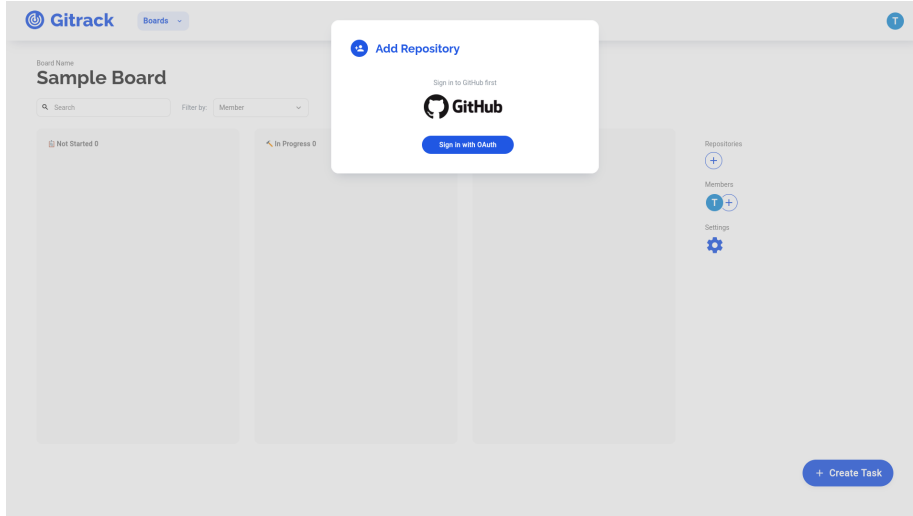 Gitrack
Boards
T
Add Repository
Sign in to GitHub first
GitHub
Sign in with OAuth
Board Name
Sample Board
Search
Filter by:
Member
Not Started 0
In Progress 0
Repositories
+
Members
T +
Settings
+ Create Task